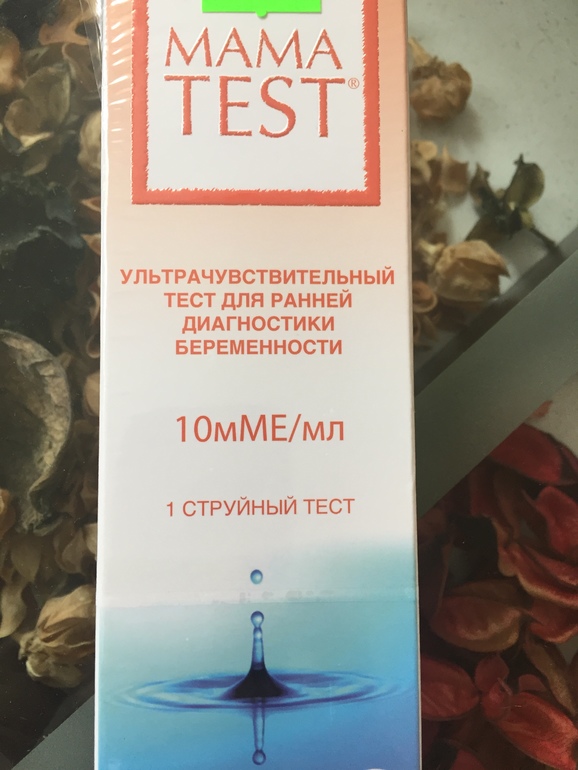 MAMA
TEST®
УЛЬТРАЧУВСТВИТЕЛЬНЫЙ
ТЕСТ ДЛЯ РАННЕЙ
ДИАГНОСТИКИ
БЕРЕМЕННОСТИ
10мМЕ/мл
1 СТРУЙНЫЙ ТЕСТ